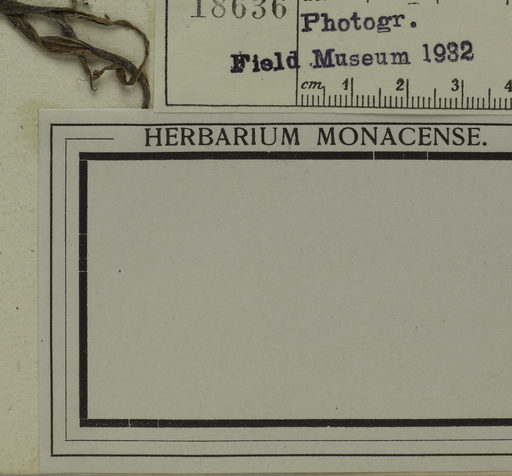 18636
Photogr.
Field Museum 1932
cm 1 2 3 4
HERBARIUM MONACENSE.